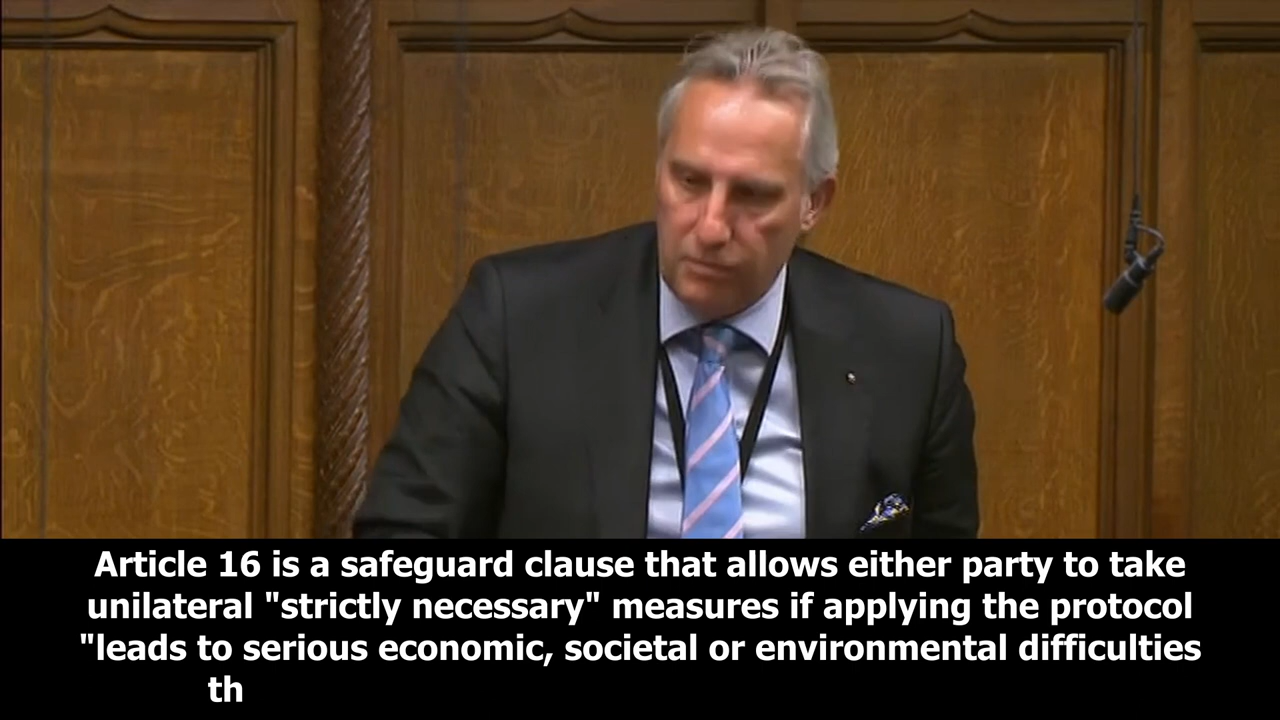 Article 16 is a safeguard clause that allows either party to take
unilateral "strictly necessary" measures if applying the protocol
"leads to serious economic, societal or environmental difficulties
th